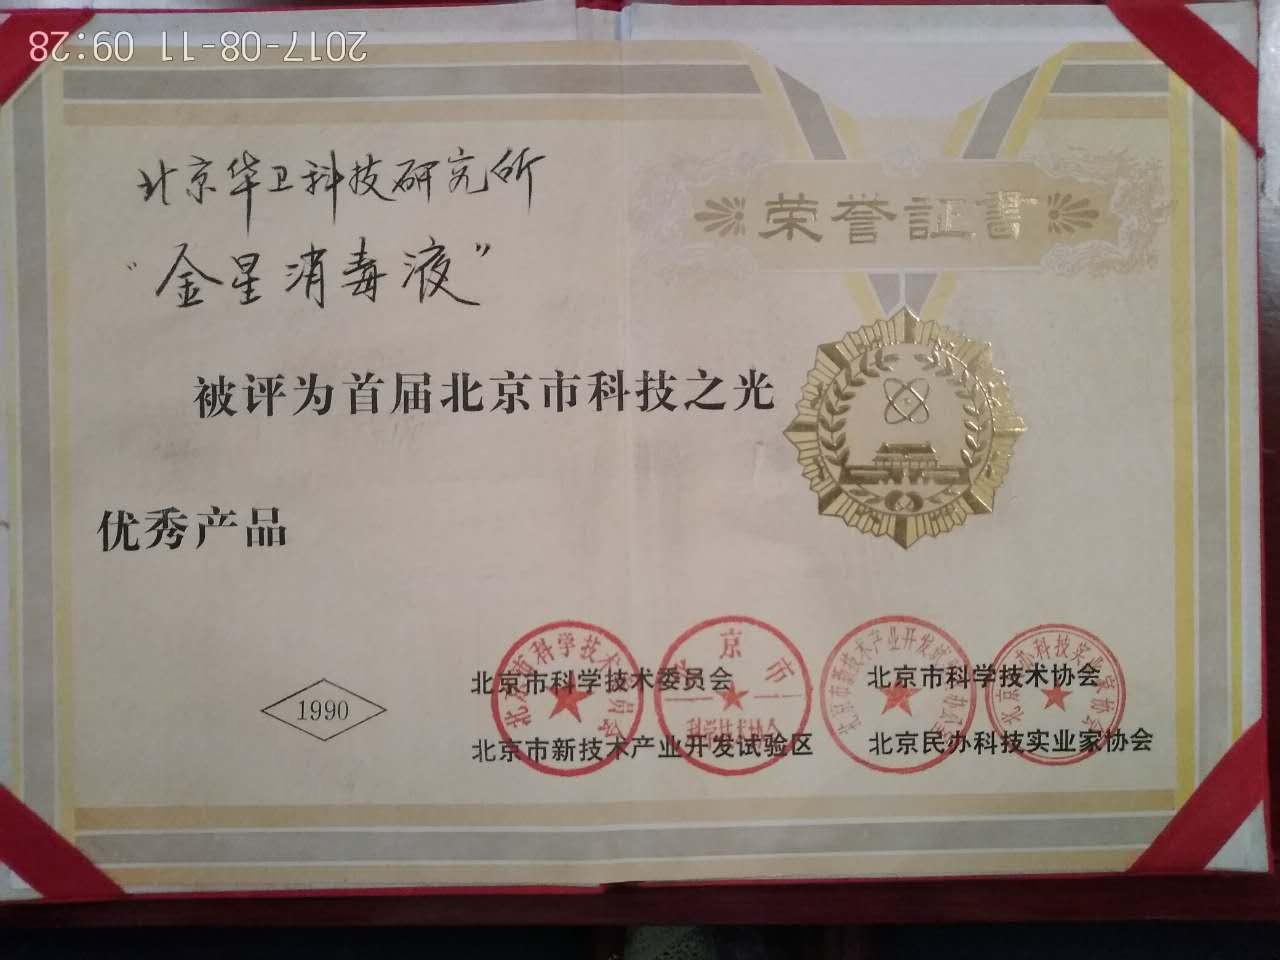 2017-08-11 09:28
荣誉証書
北京华卫科技研究所
"金星消毒液"
被评为首届北京市科技之光
优秀产品
1990
北京市科学技术委员会
北京市科学技术协会
北京市新技术产业开发试验区
北京民办科技实业家协会